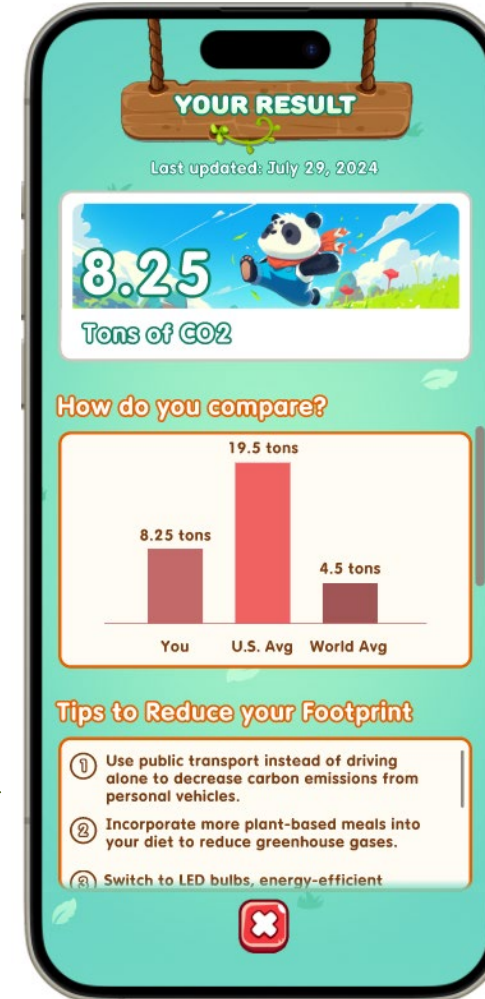 YOUR RESULT
Last updated: July 29, 2024
8.25
Tons of CO2
How do you compare?
19.5 tons
8.25 tons
4.5 tons
You U.S. Avg World Avg
Tips to Reduce your Footprint
1 Use public transport instead of driving
alone to decrease carbon emissions from
personal vehicles.
2 Incorporate more plant-based meals into
your diet to reduce greenhouse gases.
3 Switch to LED bulbs, energy-efficient